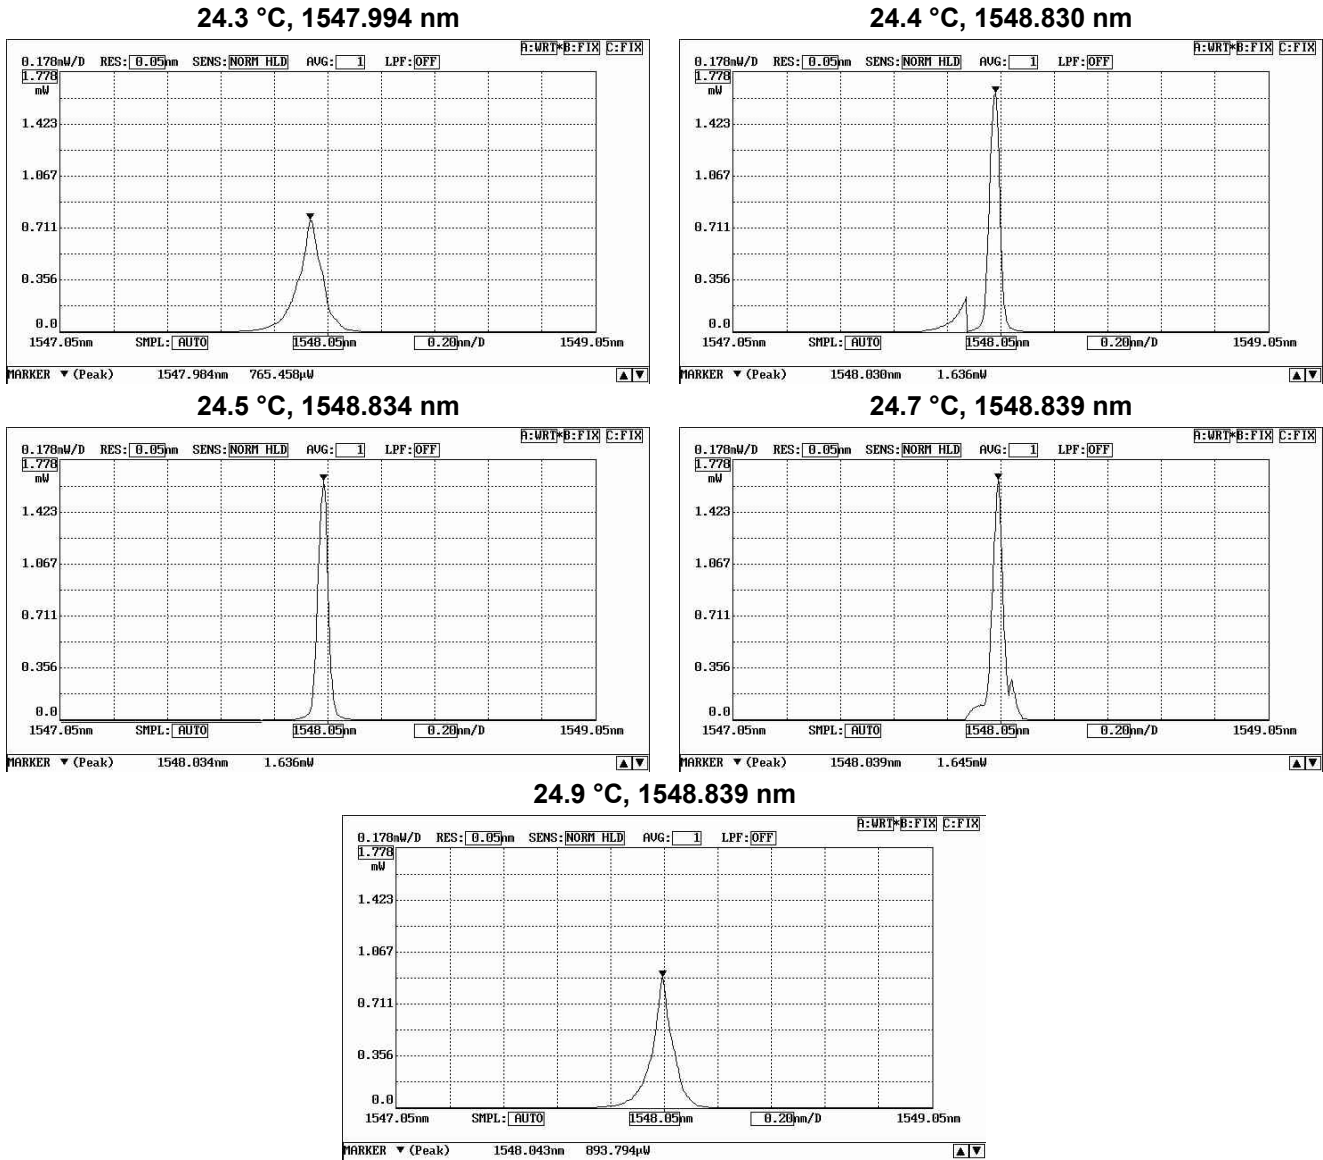 24.3 °C, 1547.994 nm
A:WRT*B:FIX C:FIX
0.178mW/D RES: 0.05nm SENS:NORM HLD AVG: 1 LPF:OFF
1.778
mW
1.423
1.067
0.711
0.356
0.0
1547.05nm SMPL: AUTO 1548.05nm 0.20nm/D 1549.05nm
MARKER ▼ (Peak) 1547.984nm 765.458µW ▲ ▼
24.4 °C, 1548.830 nm
A:WRT*B:FIX C:FIX
0.178mW/D RES: 0.05nm SENS:NORM HLD AVG: 1 LPF:OFF
1.778
mW
1.423
1.067
0.711
0.356
0.0
1547.05nm SMPL: AUTO 1548.05nm 0.20nm/D 1549.05nm
MARKER ▼ (Peak) 1548.030nm 1.636mW ▲ ▼
24.5 °C, 1548.834 nm
A:WRT*B:FIX C:FIX
0.178mW/D RES: 0.05nm SENS:NORM HLD AVG: 1 LPF:OFF
1.778
mW
1.423
1.067
0.711
0.356
0.0
1547.05nm SMPL: AUTO 1548.05nm 0.20nm/D 1549.05nm
MARKER ▼ (Peak) 1548.034nm 1.636mW ▲ ▼
24.7 °C, 1548.839 nm
A:WRT*B:FIX C:FIX
0.178mW/D RES: 0.05nm SENS:NORM HLD AVG: 1 LPF:OFF
1.778
mW
1.423
1.067
0.711
0.356
0.0
1547.05nm SMPL: AUTO 1548.05nm 0.20nm/D 1549.05nm
MARKER ▼ (Peak) 1548.039nm 1.645mW ▲ ▼
24.9 °C, 1548.839 nm
A:WRT*B:FIX C:FIX
0.178mW/D RES: 0.05nm SENS:NORM HLD AVG: 1 LPF:OFF
1.778
mW
1.423
1.067
0.711
0.356
0.0
1547.05nm SMPL: AUTO 1548.05nm 0.20nm/D 1549.05nm
MARKER ▼ (Peak) 1548.043nm 893.794µW ▲ ▼